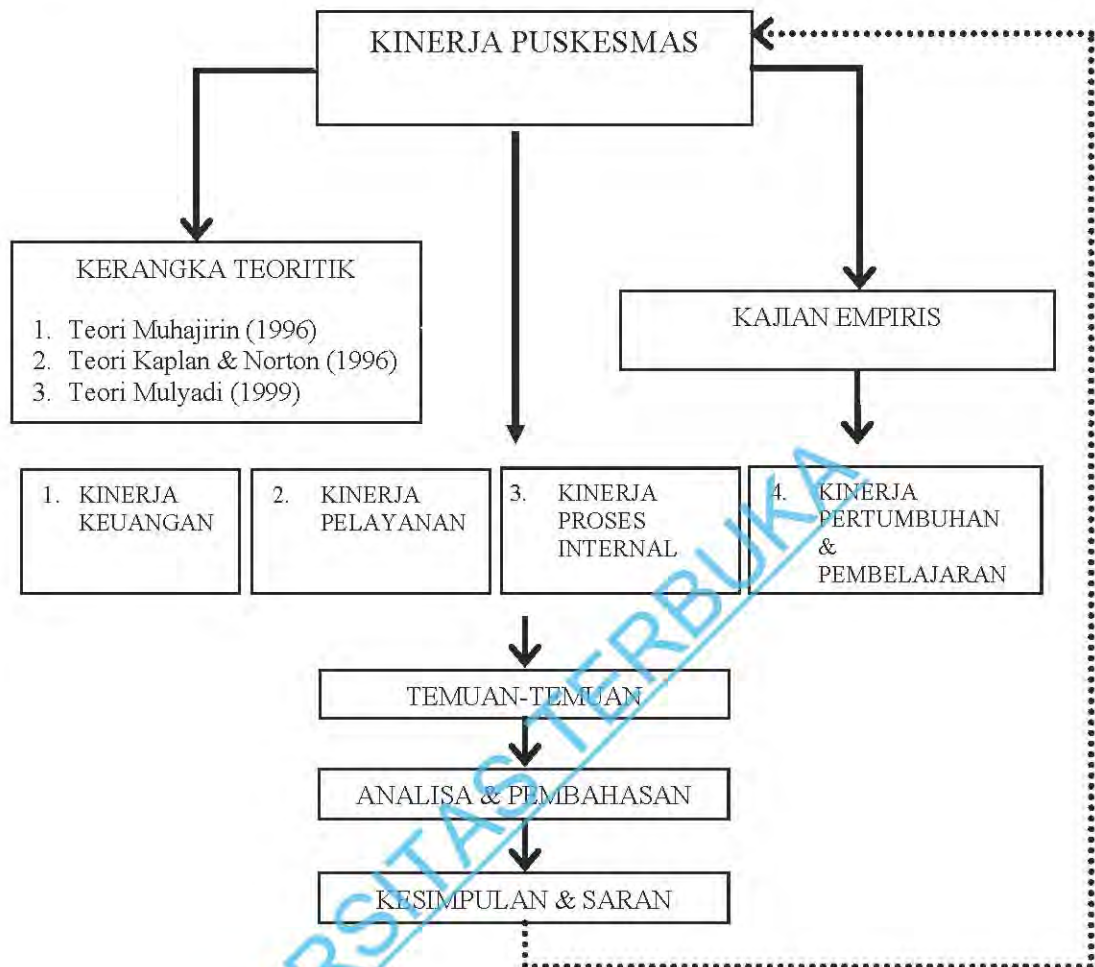 KINERJA PUSKESMAS
KERANGKA TEORITIK
1. Teori Muhajirin (1996)
2. Teori Kaplan & Norton (1996)
3. Teori Mulyadi (1999)
KAJIAN EMPIRIS
1. KINERJA
KEUANGAN
2. KINERJA
PELAYANAN
3. KINERJA
PROSES
INTERNAL
4. KINERJA
PERTUMBUHAN
&
PEMBELAJARAN
TEMUAN-TEMUAN
ANALISA & PEMBAHASAN
KESIMPULAN & SARAN
ERSITAS TERBUKA